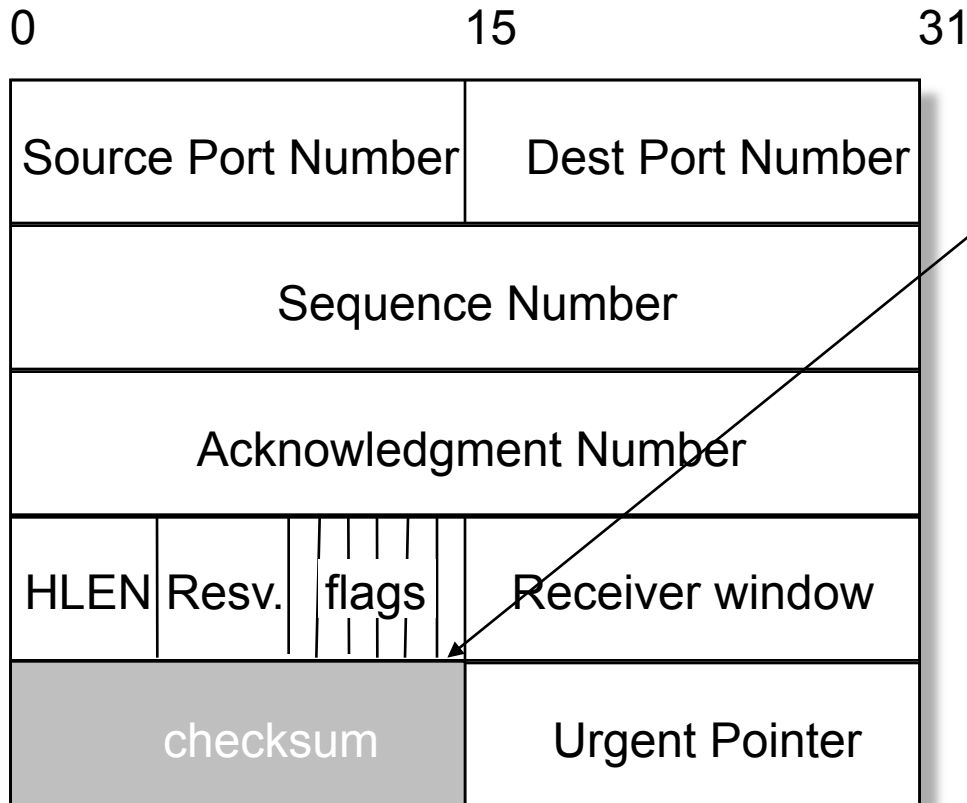 0 15 31
Source Port Number Dest Port Number
Sequence Number
Acknowledgment Number
HLEN Resv. flags Receiver window
checksum Urgent Pointer